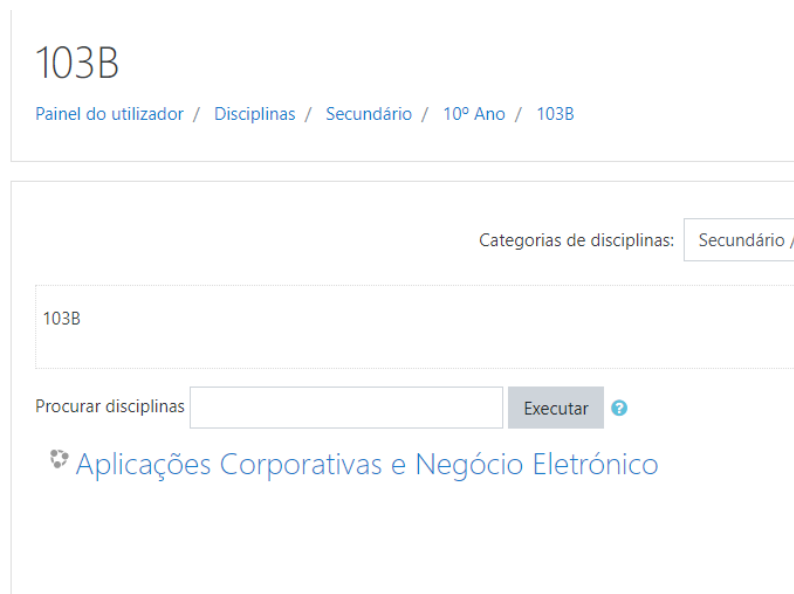 103B
Painel do utilizador / Disciplinas / Secundário / 10º Ano / 103B
Categorias de disciplinas: Secundário /
103B
Procurar disciplinas Executar ?
Aplicações Corporativas e Negócio Eletrónico